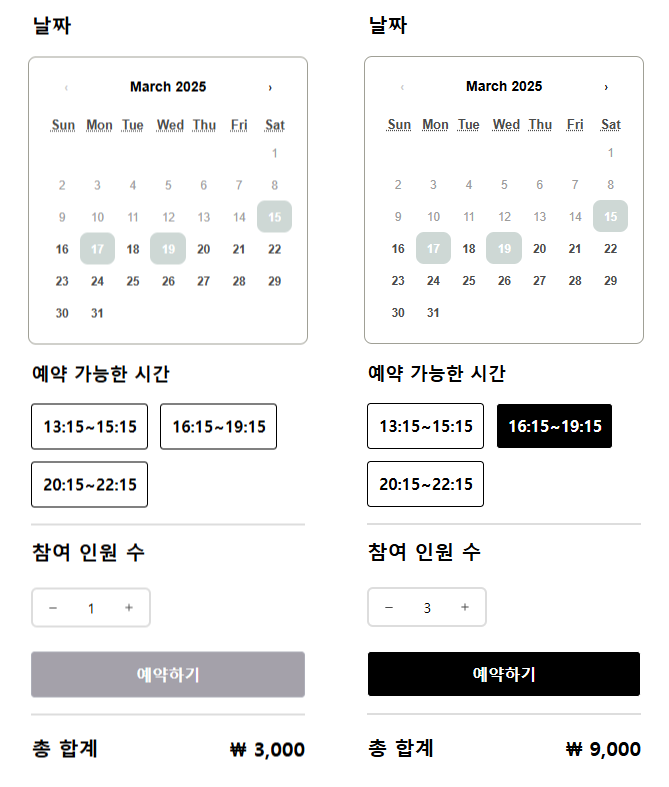 날짜
‹ March 2025 ›
Sun Mon Tue Wed Thu Fri Sat
1
2 3 4 5 6 7 8
9 10 11 12 13 14 15
16 17 18 19 20 21 22
23 24 25 26 27 28 29
30 31
예약 가능한 시간
13:15~15:15 16:15~19:15
20:15~22:15
참여 인원 수
− 1 +
예약하기
총 합계 ₩ 3,000
날짜
‹ March 2025 ›
Sun Mon Tue Wed Thu Fri Sat
1
2 3 4 5 6 7 8
9 10 11 12 13 14 15
16 17 18 19 20 21 22
23 24 25 26 27 28 29
30 31
예약 가능한 시간
13:15~15:15 16:15~19:15
20:15~22:15
참여 인원 수
− 3 +
예약하기
총 합계 ₩ 9,000